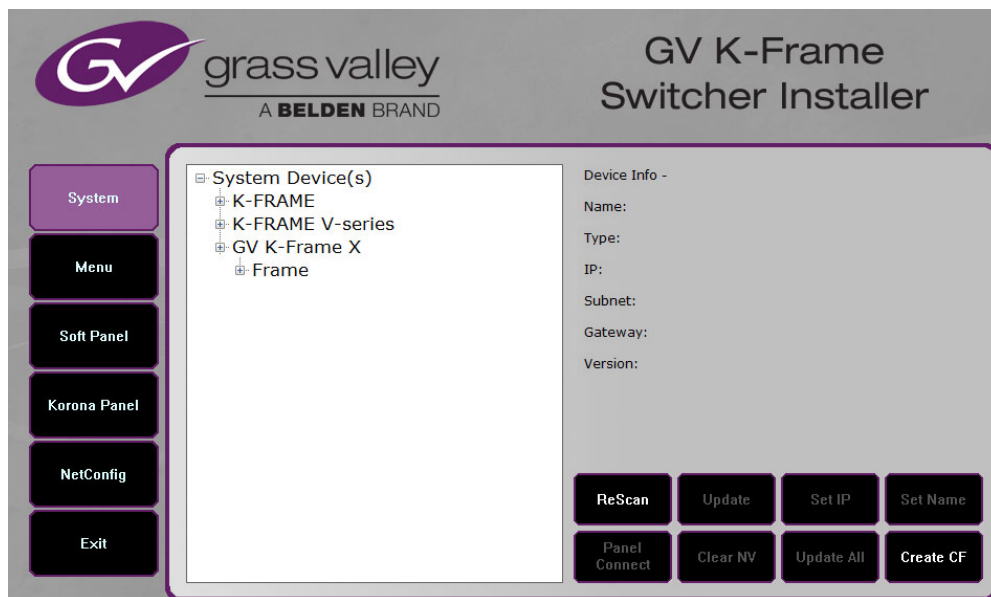 GV grass valley
A BELDEN BRAND
GV K-Frame
Switcher Installer
System
Menu
Soft Panel
Korona Panel
NetConfig
Exit
System Device(s)
K-FRAME
K-FRAME V-series
GV K-Frame X
Frame
Device Info -
Name:
Type:
IP:
Subnet:
Gateway:
Version:
ReScan Update Set IP Set Name
Panel Connect Clear NV Update All Create CF